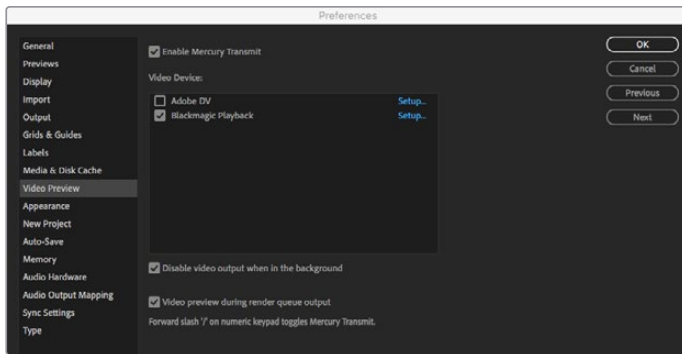 Preferences
General
Previews
Display
Import
Output
Grids & Guides
Labels
Media & Disk Cache
Video Preview
Appearance
New Project
Auto-Save
Memory
Audio Hardware
Audio Output Mapping
Sync Settings
Type
Enable Mercury Transmit
Video Device:
Adobe DV Setup...
Blackmagic Playback Setup...
Disable video output when in the background
Video preview during render queue output
Forward slash '/' on numeric keypad toggles Mercury Transmit.
OK
Cancel
Previous
Next